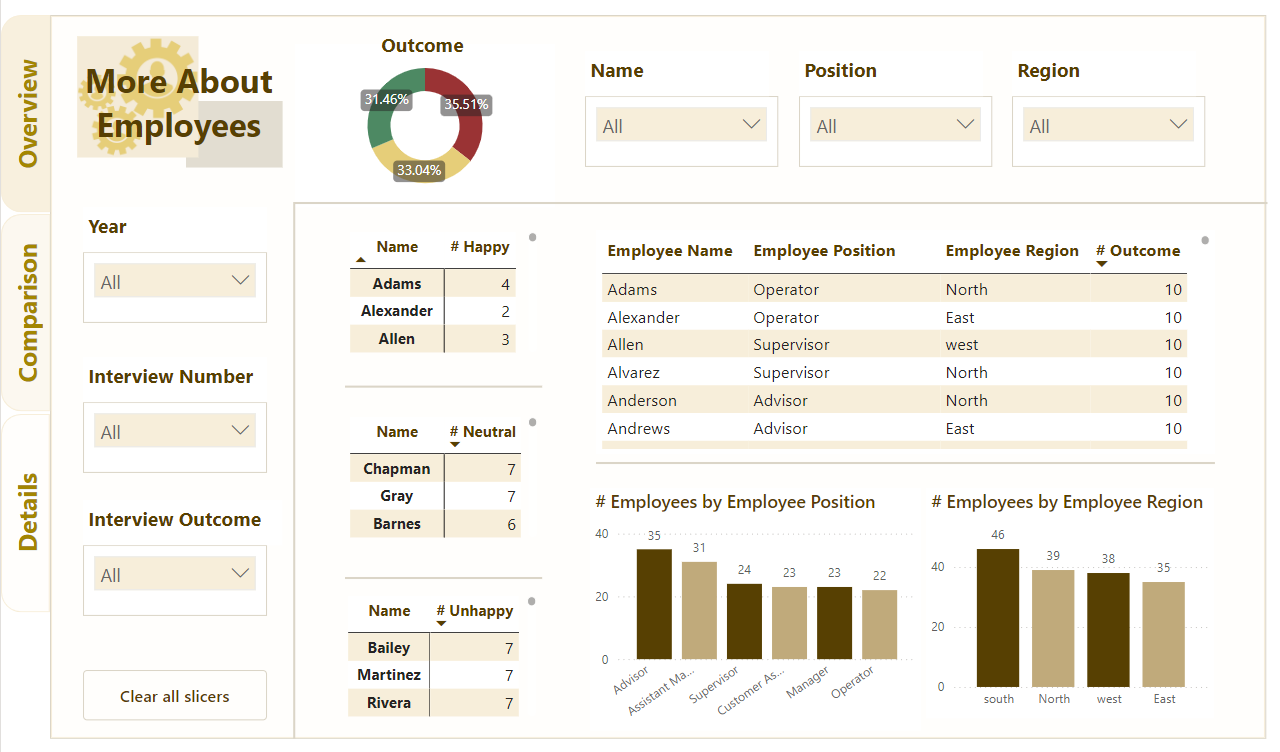 Overview
Comparison
Details
More About
Employees
Outcome
31.46%
35.51%
33.04%
Name
All
Position
All
Region
All
Year
All
Interview Number
All
Interview Outcome
All
Clear all slicers
Name # Happy
Adams 4
Alexander 2
Allen 3
Name # Neutral
Chapman 7
Gray 7
Barnes 6
Name # Unhappy
Bailey 7
Martinez 7
Rivera 7
Employee Name Employee Position Employee Region # Outcome
Adams Operator North 10
Alexander Operator East 10
Allen Supervisor west 10
Alvarez Supervisor North 10
Anderson Advisor North 10
Andrews Advisor East 10
# Employees by Employee Position
40
20
0
35
31
24
23
23
22
Advisor
Assistant Ma...
Supervisor
Customer As...
Manager
Operator
# Employees by Employee Region
40
20
0
46
39
38
35
south
North
west
East